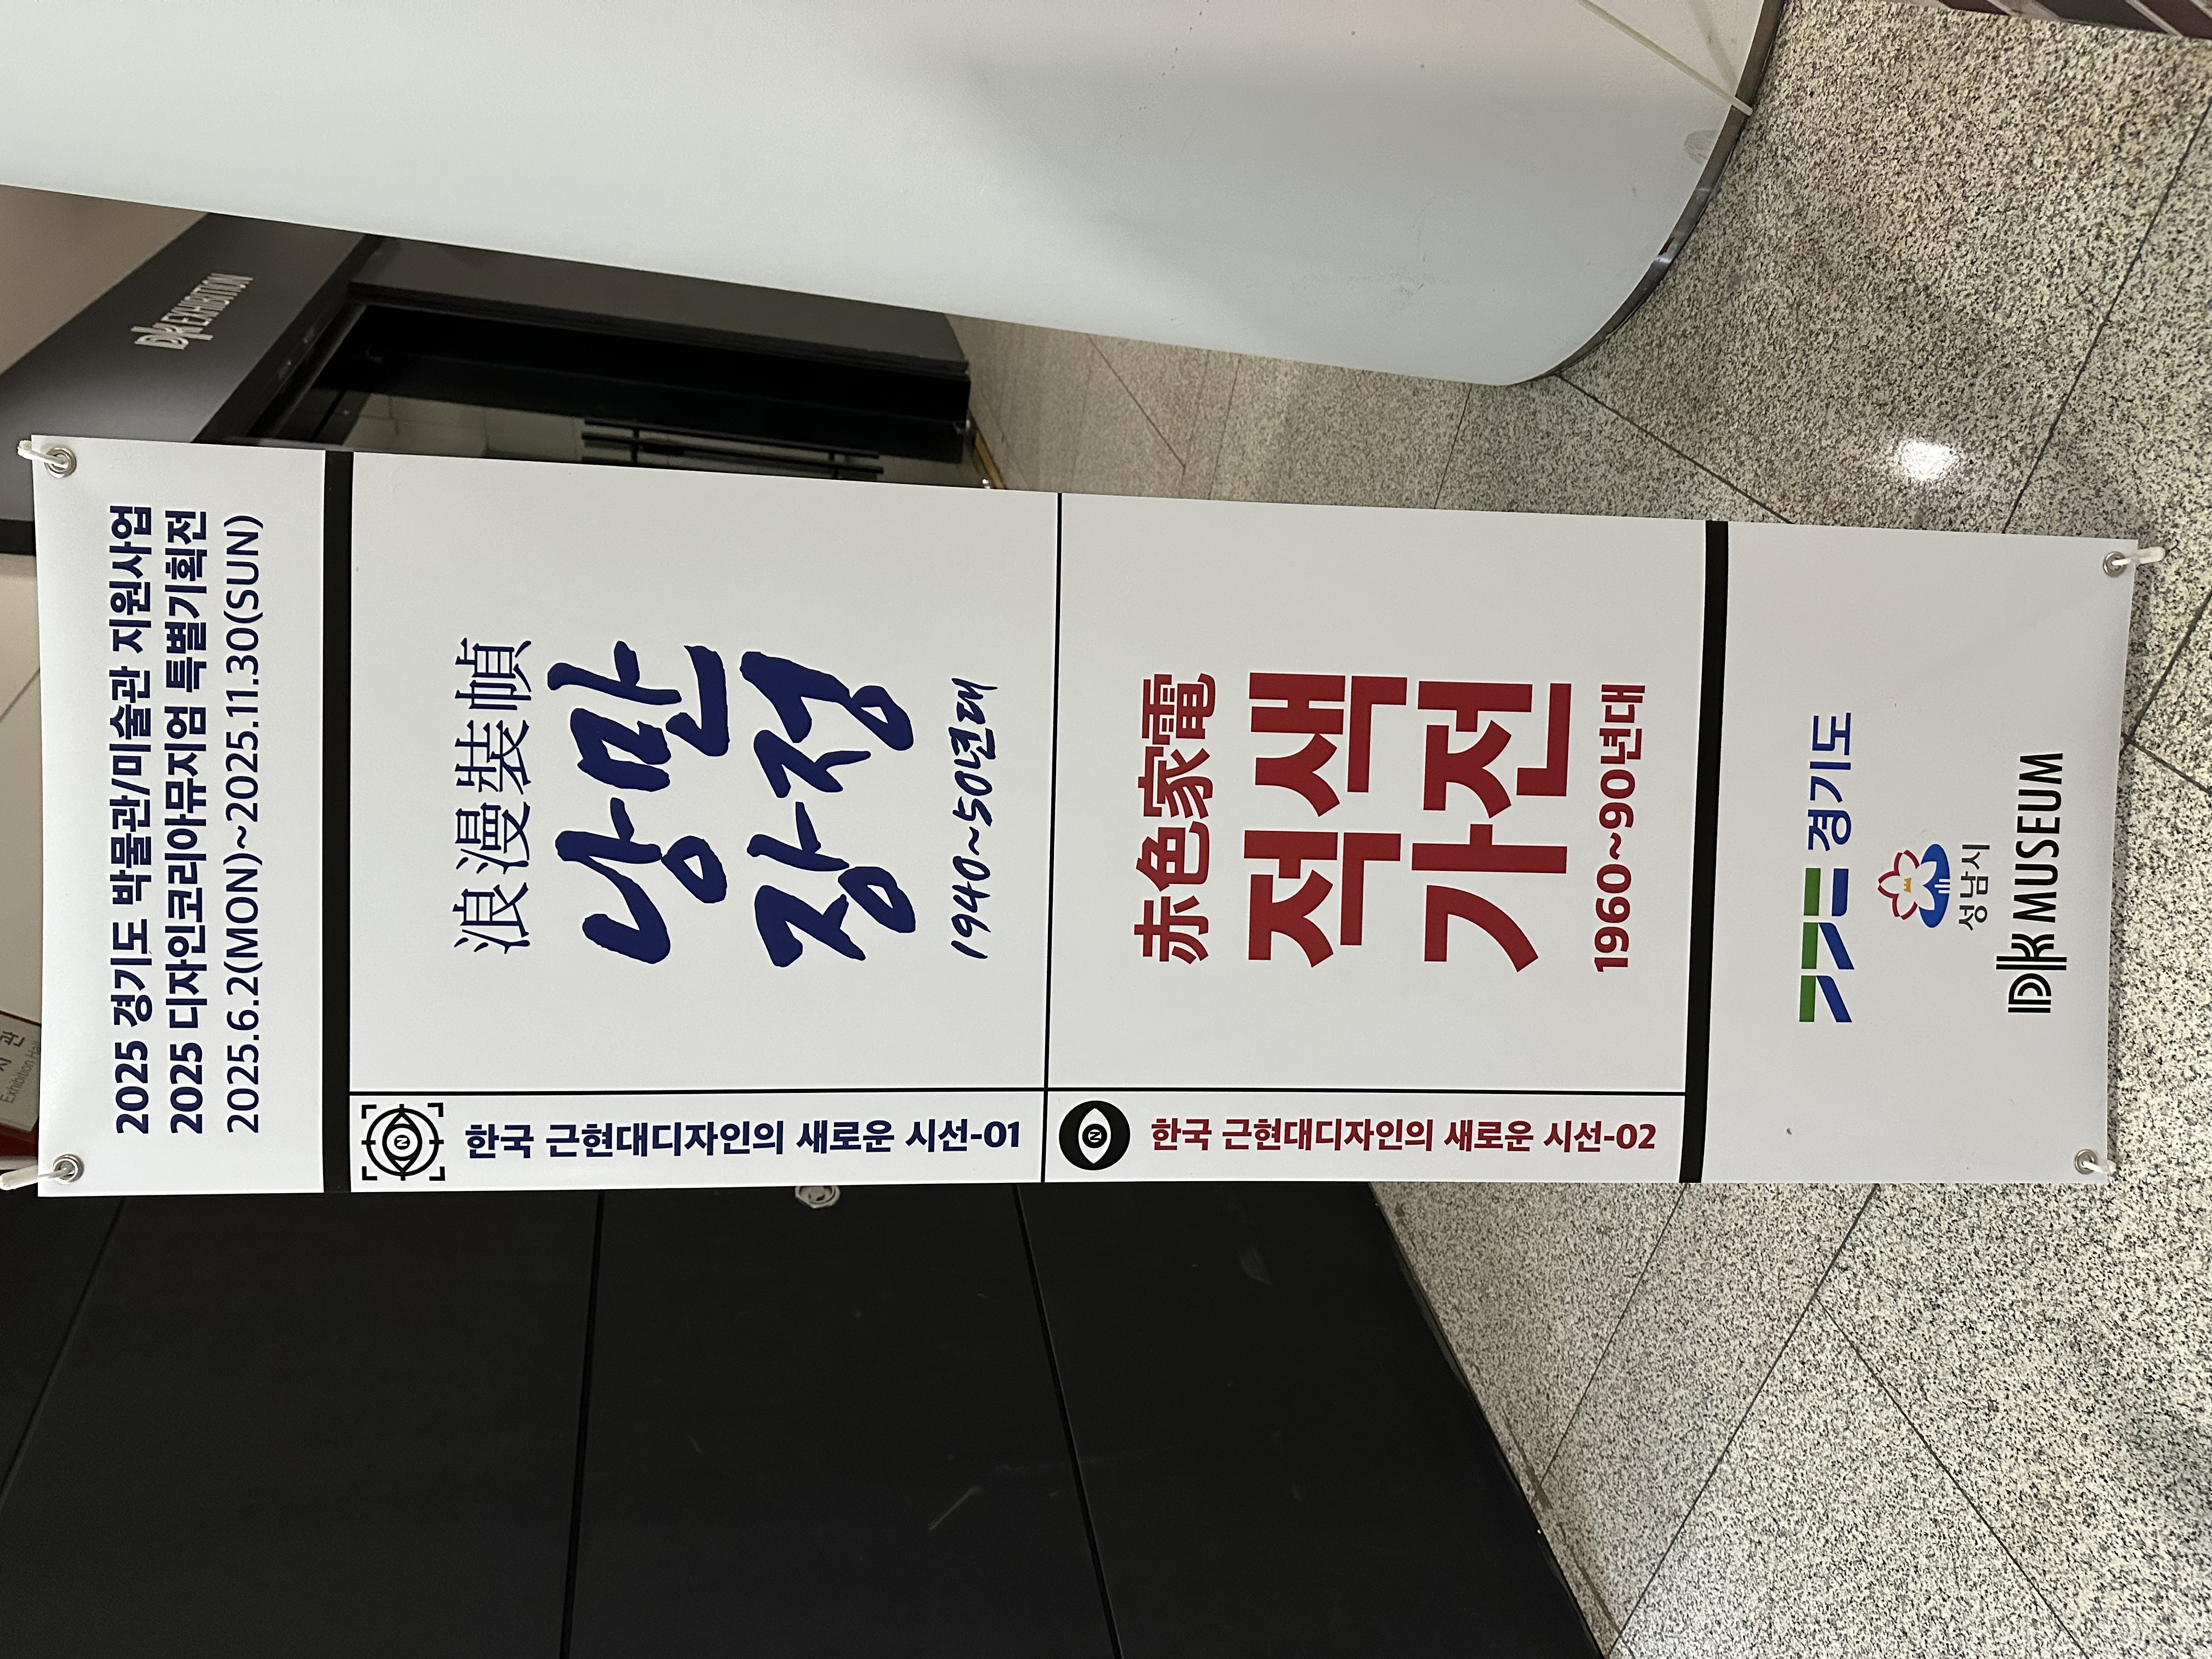 2025 경기도 박물관/미술관 지원사업
2025 디자인코리아뮤지엄 특별기획전
2025.6.2(MON)~2025.11.30(SUN)
한국 근현대디자인의 새로운 시선-01
浪漫裝幀
낭만
장정
1940~50년대
한국 근현대디자인의 새로운 시선-02
赤色家電
적색
가전
1960~90년대
경기도
성남시
DK MUSEUM
DK EXHIBITION
Exhibition Hall